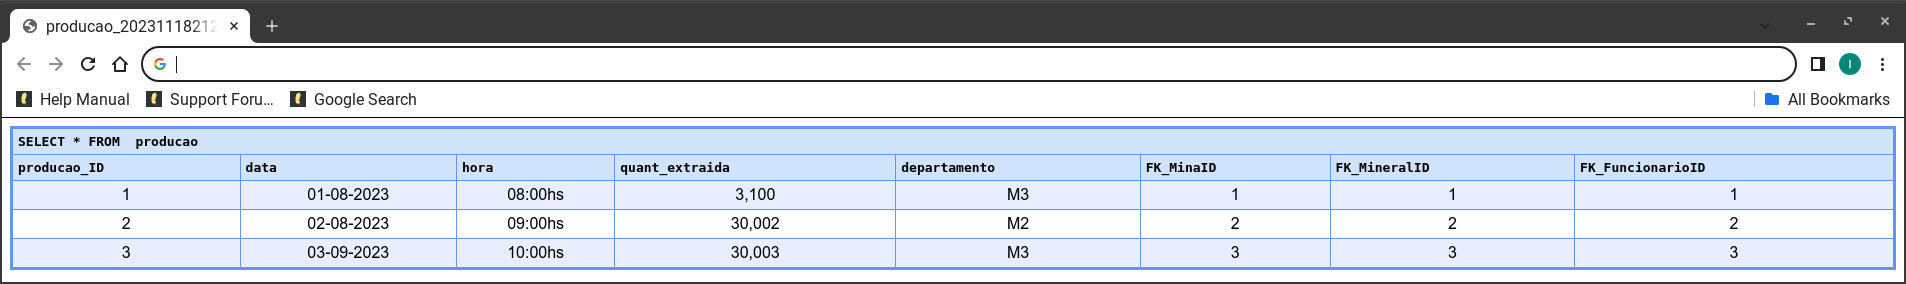 producao_20231118212
Help Manual Support Foru... Google Search All Bookmarks
SELECT * FROM producao
producao_ID data hora quant_extraida departamento FK_MinaID FK_MineralID FK_FuncionarioID
1 01-08-2023 08:00hs 3,100 M3 1 1 1
2 02-08-2023 09:00hs 30,002 M2 2 2 2
3 03-09-2023 10:00hs 30,003 M3 3 3 3